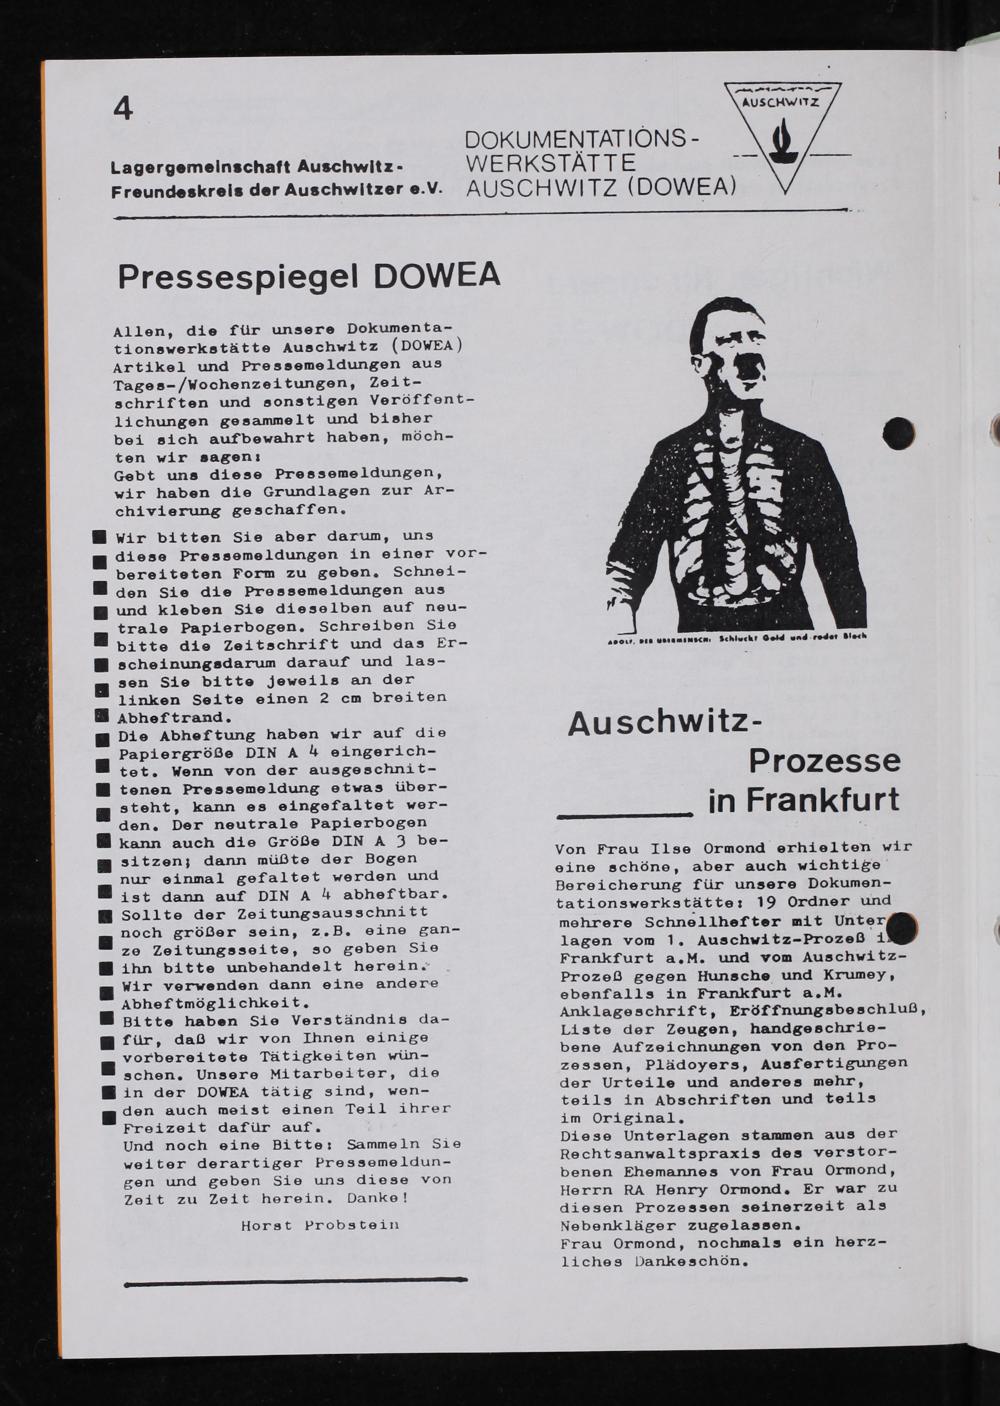 4
Lagergemeinschaft Auschwitz-
Freundeskreis der Auschwitzer e.V.
DOKUMENTATIONS-
WERKSTÄTTE
AUSCHWITZ (DOWEA)
AUSCHWITZ
Pressespiegel DOWEA
Allen, die für unsere Dokumenta-
tionswerkstätte Auschwitz (DOWEA)
Artikel und Pressemeldungen aus
Tages-/Wochenzeitungen, Zeit-
schriften und sonstigen Veröffent-
lichungen gesammelt und bisher
bei sich aufbewahrt haben, möch-
ten wir sagen:
Gebt uns diese Pressemeldungen,
wir haben die Grundlagen zur Ar-
chivierung geschaffen.
Wir bitten Sie aber darum, uns
diese Pressemeldungen in einer vor-
bereiteten Form zu geben. Schnei-
den Sie die Pressemeldungen aus
und kleben Sie dieselben auf neu-
trale Papierbogen. Schreiben Sie
bitte die Zeitschrift und das Er-
scheinungsdarum darauf und las-
sen Sie bitte jeweils an der
linken Seite einen 2 cm breiten
Abheftrand.
Die Abheftung haben wir auf die
Papiergröße DIN A 4 eingerich-
tet. Wenn von der ausgeschnit-
tenen Pressemeldung etwas über-
steht, kann es eingefaltet wer-
den. Der neutrale Papierbogen
kann auch die Größe DIN A 3 be-
sitzen; dann müßte der Bogen
nur einmal gefaltet werden und
ist dann auf DIN A 4 abheftbar.
Sollte der Zeitungsausschnitt
noch größer sein, z.B. eine gan-
ze Zeitungsseite, so geben Sie
ihn bitte unbehandelt herein.
Wir verwenden dann eine andere
Abheftmöglichkeit.
Bitte haben Sie Verständnis da-
für, daß wir von Ihnen einige
vorbereitete Tätigkeiten wün-
schen. Unsere Mitarbeiter, die
in der DOWEA tätig sind, wen-
den auch meist einen Teil ihrer
Freizeit dafür auf.
Und noch eine Bitte: Sammeln Sie
weiter derartiger Pressemeldun-
gen und geben Sie uns diese von
Zeit zu Zeit herein. Danke!
Horst Probstein
ADOLF, DER ÜBERMENSCH: Schluckt Gold und redet Blech
Auschwitz-
Prozesse
in Frankfurt
Von Frau Ilse Ormond erhielten wir
eine schöne, aber auch wichtige
Bereicherung für unsere Dokumen-
tationswerkstätte: 19 Ordner und
mehrere Schnellhefter mit Unter
lagen vom 1. Auschwitz-Prozeß i
Frankfurt a.M. und vom Auschwitz-
Prozeß gegen Hunsche und Krumey,
ebenfalls in Frankfurt a.M.
Anklageschrift, Eröffnungsbeschluß,
Liste der Zeugen, handgeschrie-
bene Aufzeichnungen von den Pro-
zessen, Plädoyers, Ausfertigungen
der Urteile und anderes mehr,
teils in Abschriften und teils
im Original.
Diese Unterlagen stammen aus der
Rechtsanwaltspraxis des verstor-
benen Ehemannes von Frau Ormond,
Herrn RA Henry Ormond. Er war zu
diesen Prozessen seinerzeit als
Nebenkläger zugelassen.
Frau Ormond, nochmals ein herz-
liches Dankeschön.